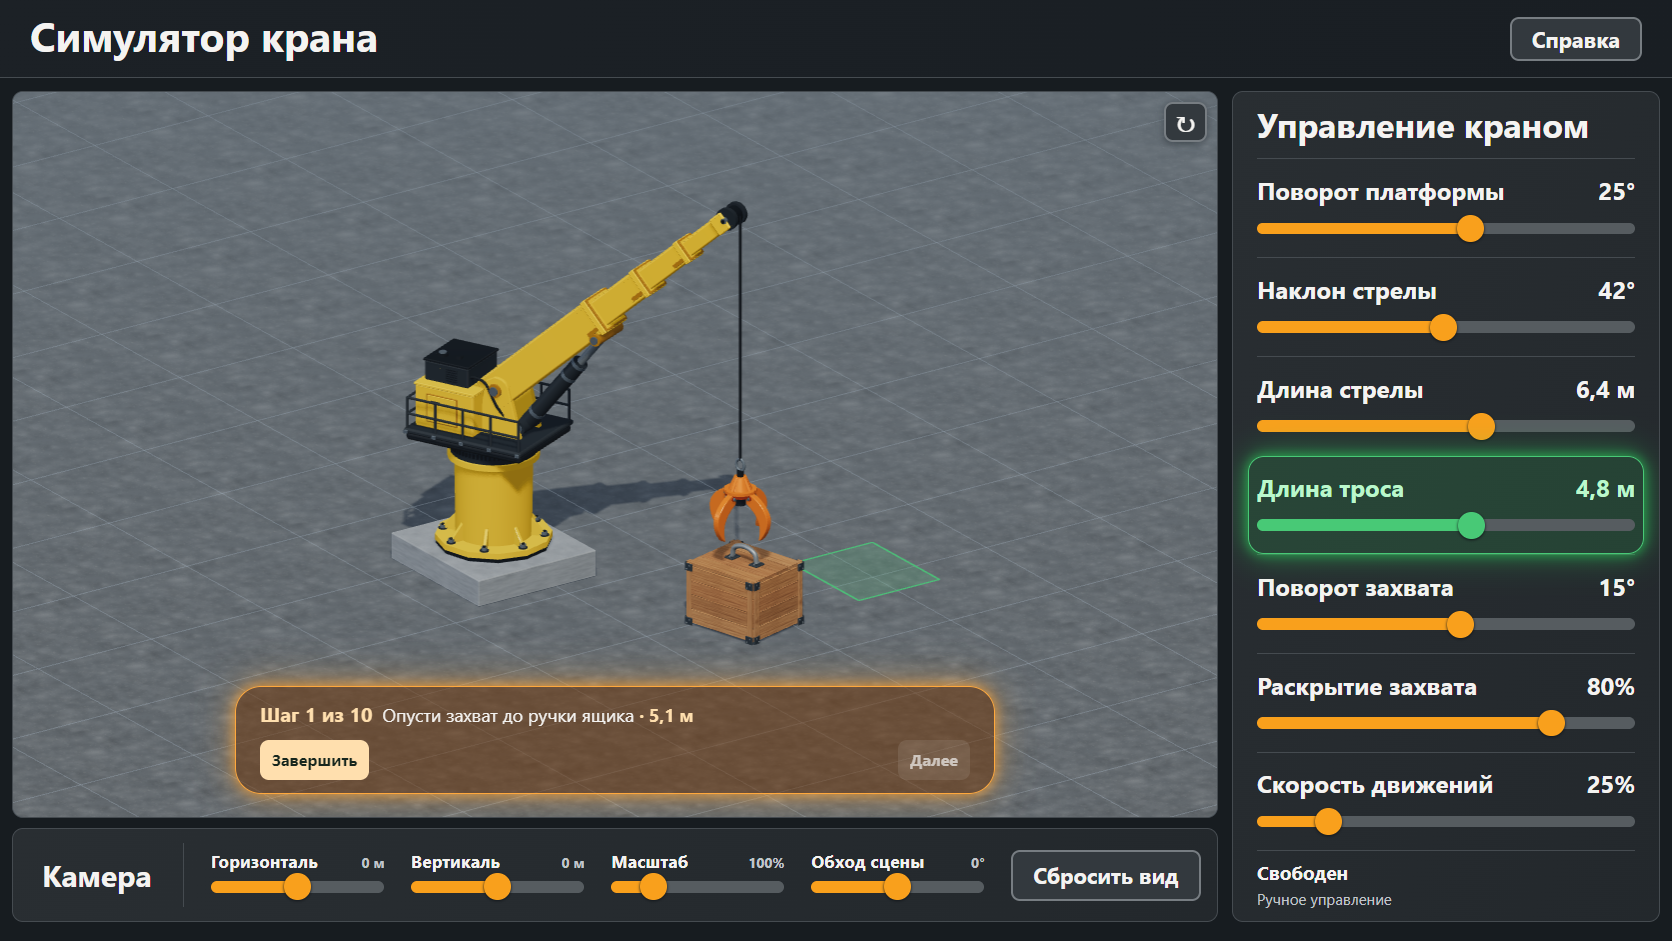 Симулятор крана
Справка
↻
Управление краном
Поворот платформы 25°
Наклон стрелы 42°
Длина стрелы 6,4 м
Длина троса 4,8 м
Поворот захвата 15°
Раскрытие захвата 80%
Скорость движений 25%
Свободен
Ручное управление
Шаг 1 из 10 Опусти захват до ручки ящика · 5,1 м
Завершить Далее
Камера
Горизонталь 0 м
Вертикаль 0 м
Масштаб 100%
Обход сцены 0°
Сбросить вид